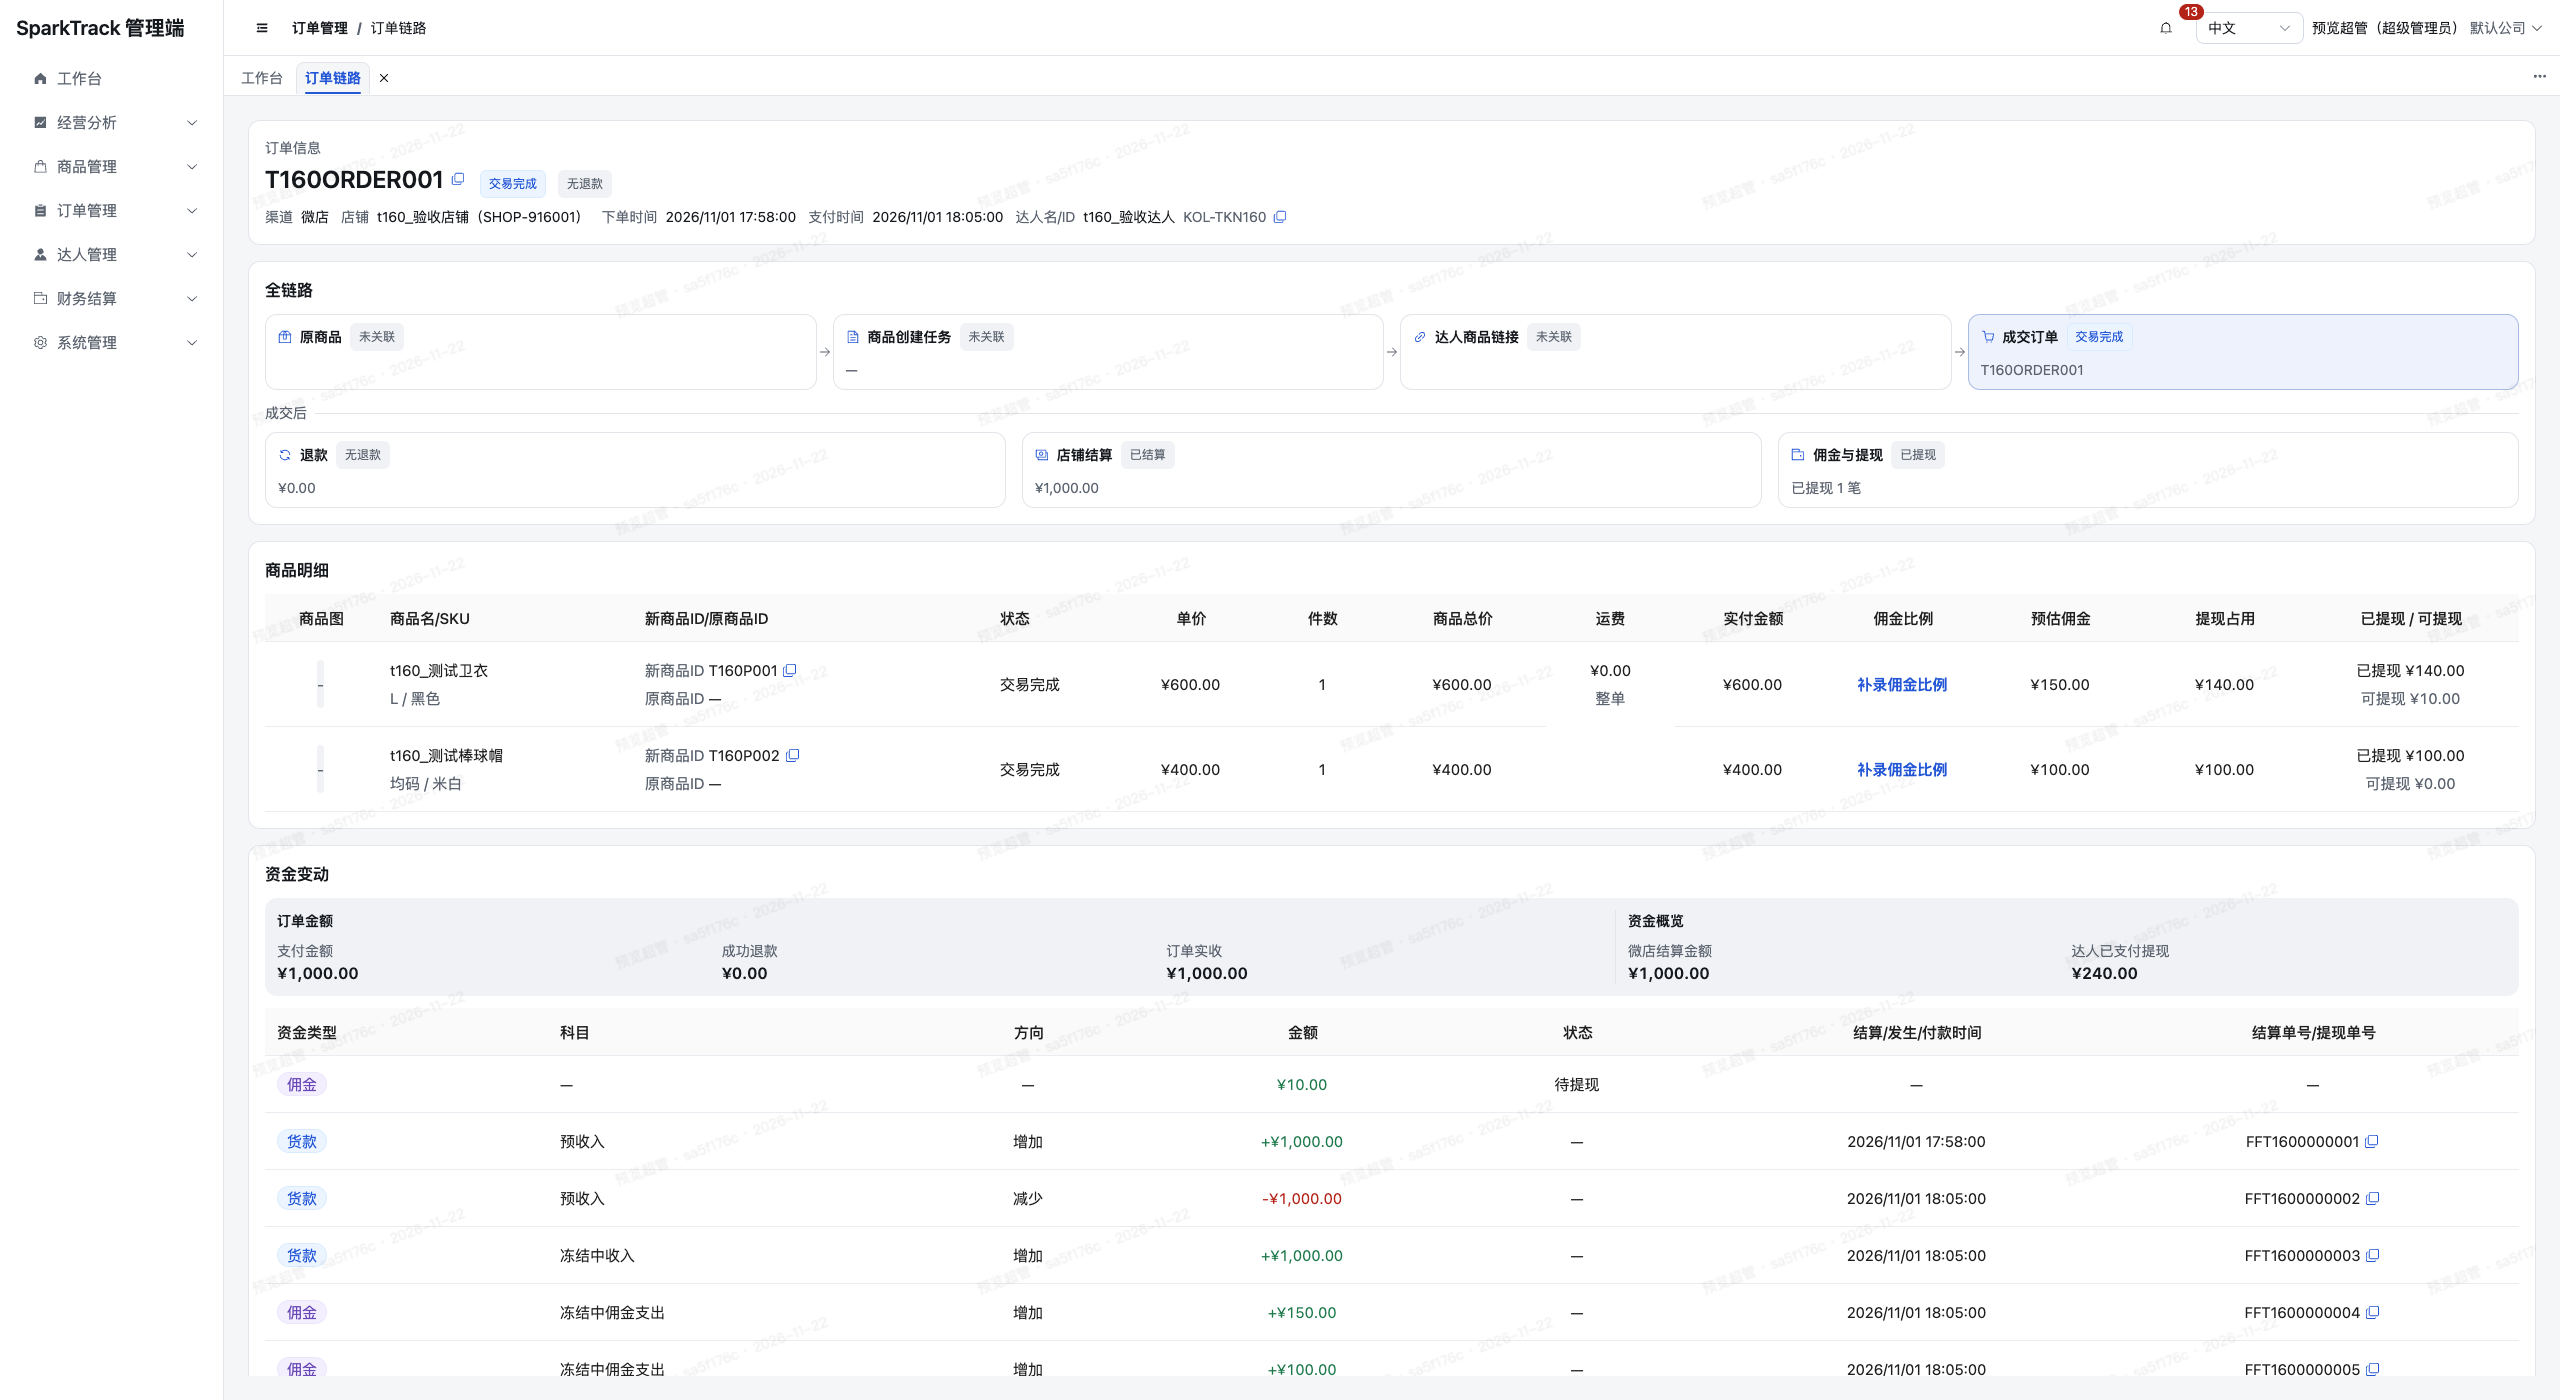 SparkTrack 管理端
订单管理 / 订单链路
13
中文
预览超管（超级管理员） 默认公司
工作台
经营分析
商品管理
订单管理
达人管理
财务结算
系统管理
工作台 订单链路
订单信息
T160ORDER001 交易完成 无退款
渠道 微店 店铺 t160_验收店铺（SHOP-916001） 下单时间 2026/11/01 17:58:00 支付时间 2026/11/01 18:05:00 达人名/ID t160_验收达人 KOL-TKN160
全链路
原商品 未关联
商品创建任务 未关联
—
达人商品链接 未关联
成交订单 交易完成
T160ORDER001
成交后
退款 无退款
¥0.00
店铺结算 已结算
¥1,000.00
佣金与提现 已提现
已提现 1 笔
商品明细
商品图 商品名/SKU 新商品ID/原商品ID 状态 单价 件数 商品总价 运费 实付金额 佣金比例 预估佣金 提现占用 已提现 / 可提现
- t160_测试卫衣 新商品ID T160P001 交易完成 ¥600.00 1 ¥600.00 ¥0.00 ¥600.00 补录佣金比例 ¥150.00 ¥140.00 已提现 ¥140.00
L / 黑色 原商品ID — 整单 可提现 ¥10.00
- t160_测试棒球帽 新商品ID T160P002 交易完成 ¥400.00 1 ¥400.00 ¥400.00 补录佣金比例 ¥100.00 ¥100.00 已提现 ¥100.00
均码 / 米白 原商品ID — 可提现 ¥0.00
资金变动
订单金额 资金概览
支付金额 成功退款 订单实收 微店结算金额 达人已支付提现
¥1,000.00 ¥0.00 ¥1,000.00 ¥1,000.00 ¥240.00
资金类型 科目 方向 金额 状态 结算/发生/付款时间 结算单号/提现单号
佣金 — — ¥10.00 待提现 — —
货款 预收入 增加 +¥1,000.00 — 2026/11/01 17:58:00 FFT1600000001
货款 预收入 减少 -¥1,000.00 — 2026/11/01 18:05:00 FFT1600000002
货款 冻结中收入 增加 +¥1,000.00 — 2026/11/01 18:05:00 FFT1600000003
佣金 冻结中佣金支出 增加 +¥150.00 — 2026/11/01 18:05:00 FFT1600000004
佣金 冻结中佣金支出 增加 +¥100.00 — 2026/11/01 18:05:00 FFT1600000005
预览超管 · sa5f176c · 2026-11-22